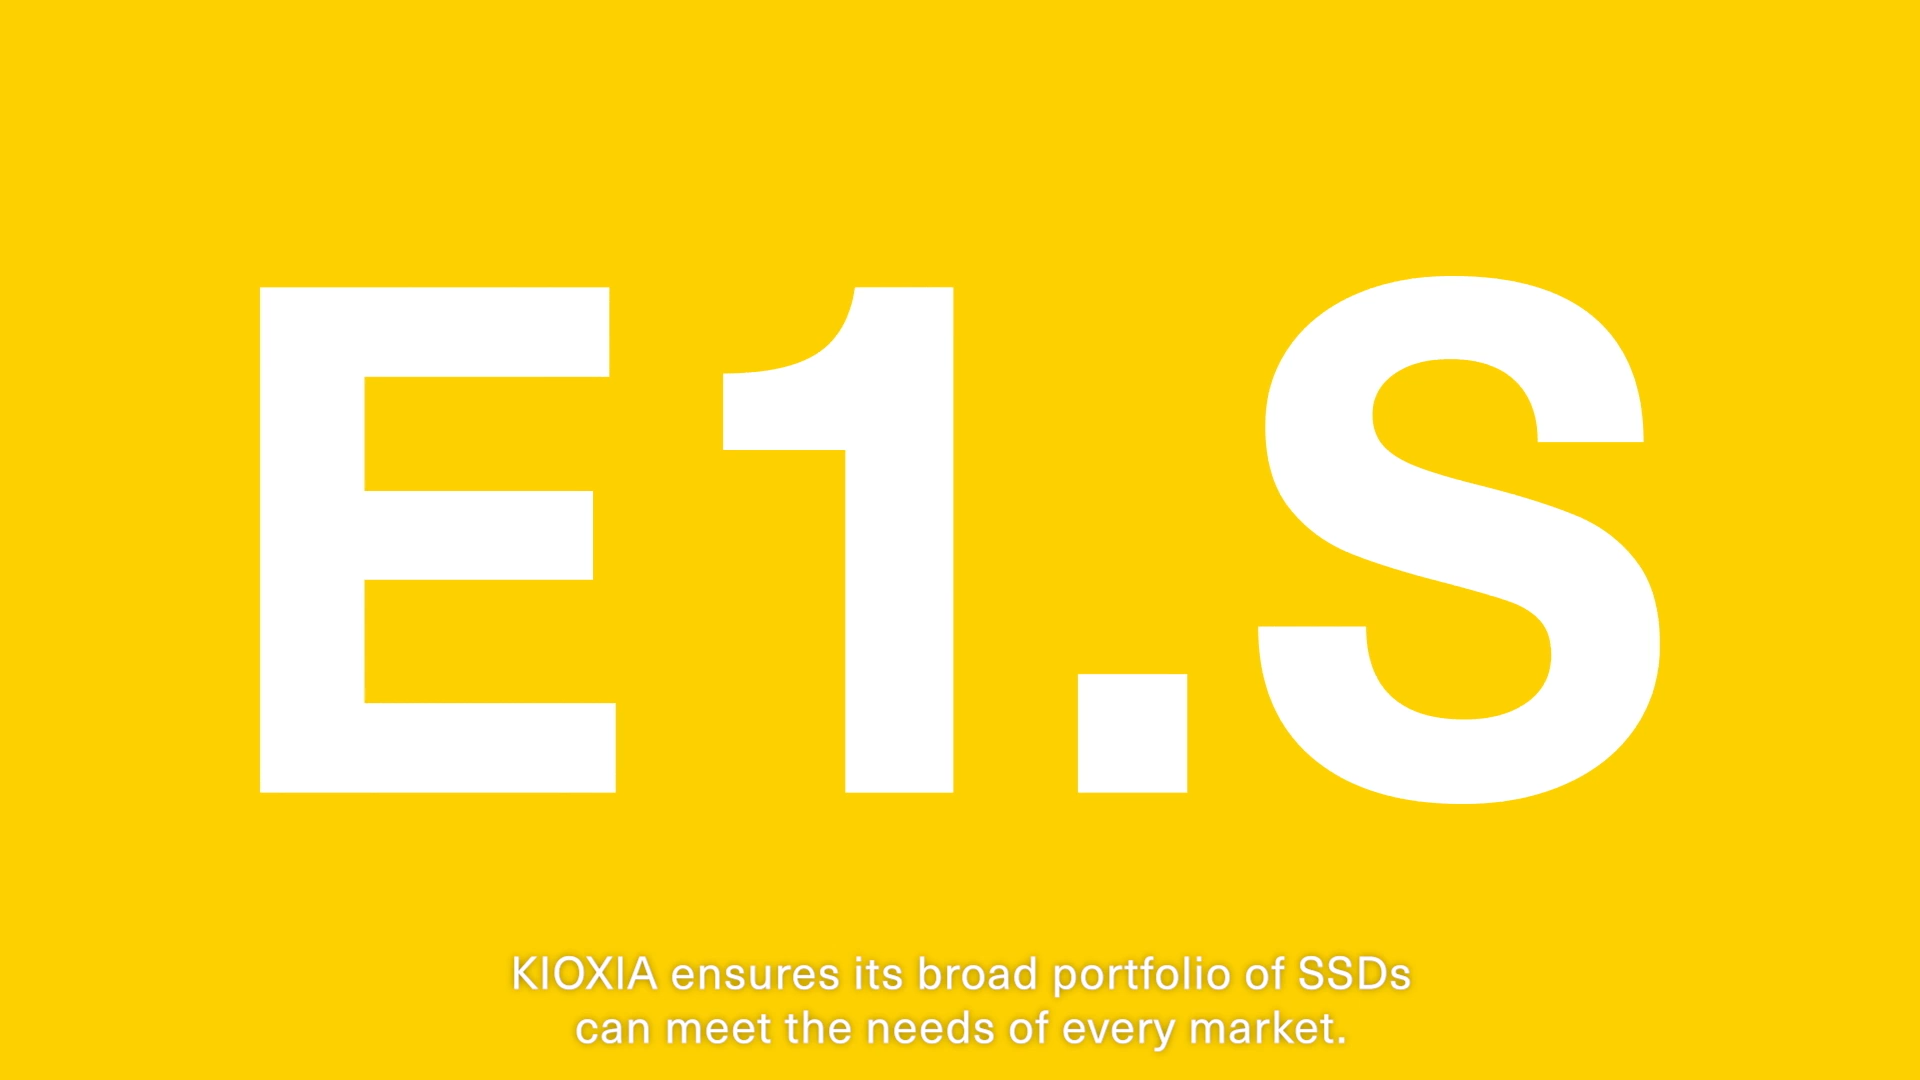 E1.S
KIOXIA ensures its broad portfolio of SSDs
can meet the needs of every market.